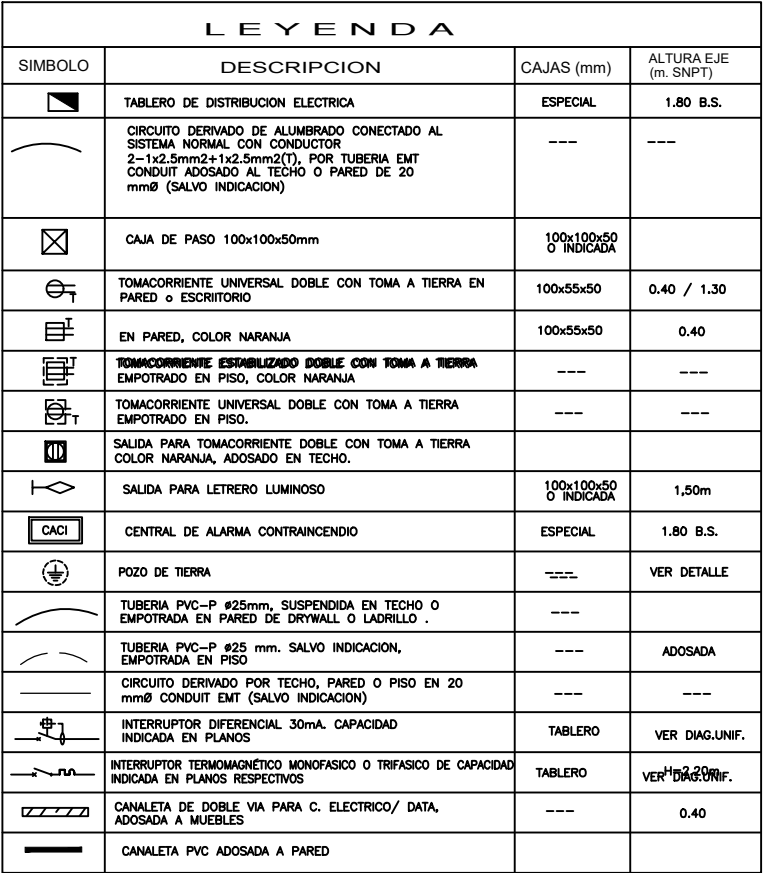 LEYENDA
SIMBOLO DESCRIPCION CAJAS (mm) ALTURA EJE
(m. SNPT)
TABLERO DE DISTRIBUCION ELECTRICA ESPECIAL 1.80 B.S.
CIRCUITO DERIVADO DE ALUMBRADO CONECTADO AL
SISTEMA NORMAL CON CONDUCTOR
2-1x2.5mm2+1x2.5mm2(T), POR TUBERIA EMT
CONDUIT ADOSADO AL TECHO O PARED DE 20
mmØ (SALVO INDICACION)
--- ---
CAJA DE PASO 100x100x50mm 100x100x50
O INDICADA
T
TOMACORRIENTE UNIVERSAL DOBLE CON TOMA A TIERRA EN
PARED o ESCRIITORIO 100x55x50 0.40 / 1.30
T
EN PARED, COLOR NARANJA 100x55x50 0.40
T
TOMACORRIENTE ESTABILIZADO DOBLE CON TOMA A TIERRA
EMPOTRADO EN PISO, COLOR NARANJA --- ---
T
TOMACORRIENTE UNIVERSAL DOBLE CON TOMA A TIERRA
EMPOTRADO EN PISO. --- ---
SALIDA PARA TOMACORRIENTE DOBLE CON TOMA A TIERRA
COLOR NARANJA, ADOSADO EN TECHO.
SALIDA PARA LETRERO LUMINOSO 100x100x50
O INDICADA 1,50m
CACI CENTRAL DE ALARMA CONTRAINCENDIO ESPECIAL 1.80 B.S.
POZO DE TIERRA --- VER DETALLE
TUBERIA PVC-P ø25mm, SUSPENDIDA EN TECHO O
EMPOTRADA EN PARED DE DRYWALL O LADRILLO . ---
TUBERIA PVC-P ø25 mm. SALVO INDICACION,
EMPOTRADA EN PISO --- ADOSADA
CIRCUITO DERIVADO POR TECHO, PARED O PISO EN 20
mmØ CONDUIT EMT (SALVO INDICACION) --- ---
INTERRUPTOR DIFERENCIAL 30mA. CAPACIDAD
INDICADA EN PLANOS TABLERO VER DIAG.UNIF.
INTERRUPTOR TERMOMAGNÉTICO MONOFASICO O TRIFASICO DE CAPACIDAD
INDICADA EN PLANOS RESPECTIVOS TABLERO VER DIAG.UNIF.
H=2,20m
CANALETA DE DOBLE VIA PARA C. ELECTRICO/ DATA,
ADOSADA A MUEBLES --- 0.40
CANALETA PVC ADOSADA A PARED